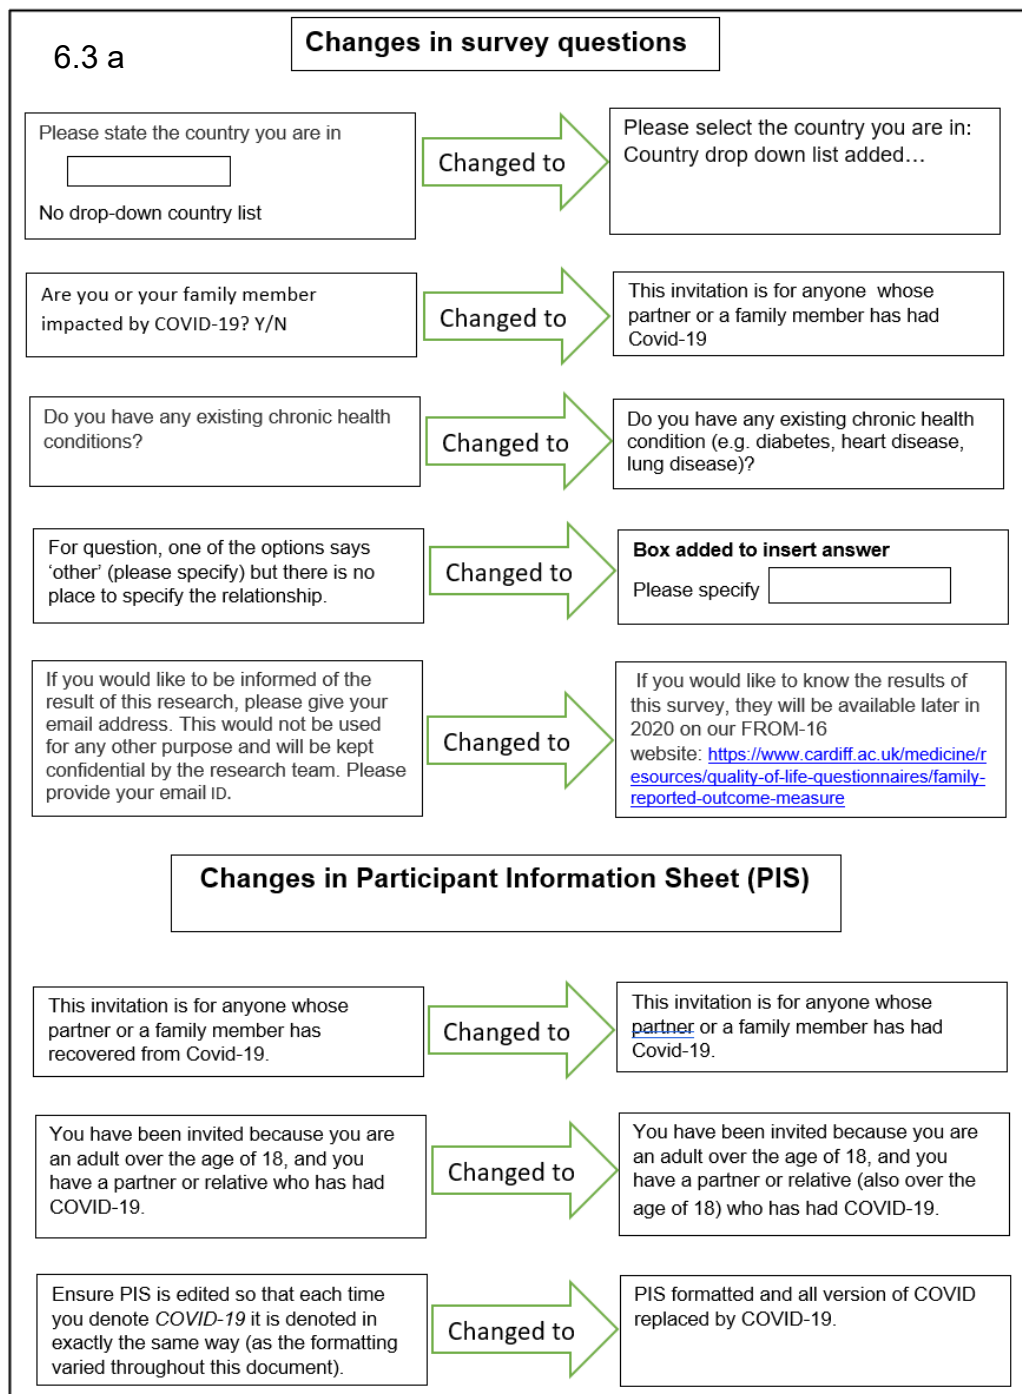 6.3 a
Changes in survey questions
Please state the country you are in
No drop-down country list
Changed to
Please select the country you are in:
Country drop down list added...
Are you or your family member
impacted by COVID-19? Y/N
Changed to
This invitation is for anyone  whose
partner or a family member has had
Covid-19
Do you have any existing chronic health
conditions?
Changed to
Do you have any existing chronic health
condition (e.g. diabetes, heart disease,
lung disease)?
For question, one of the options says
‘other’ (please specify) but there is no
place to specify the relationship.
Changed to
Box added to insert answer
Please specify
If you would like to be informed of the
result of this research, please give your
email address. This would not be used
for any other purpose and will be kept
confidential by the research team. Please
provide your email ID.
Changed to
If you would like to know the results of
this survey, they will be available later in
2020 on our FROM-16
website: https://www.cardiff.ac.uk/medicine/r
esources/quality-of-life-questionnaires/family-
reported-outcome-measure
Changes in Participant Information Sheet (PIS)
This invitation is for anyone whose
partner or a family member has
recovered from Covid-19.
Changed to
This invitation is for anyone whose
partner or a family member has had
Covid-19.
You have been invited because you are
an adult over the age of 18, and you
have a partner or relative who has had
COVID-19.
Changed to
You have been invited because you are
an adult over the age of 18, and you
have a partner or relative (also over the
age of 18) who has had COVID-19.
Ensure PIS is edited so that each time
you denote COVID-19 it is denoted in
exactly the same way (as the formatting
varied throughout this document).
Changed to
PIS formatted and all version of COVID
replaced by COVID-19.